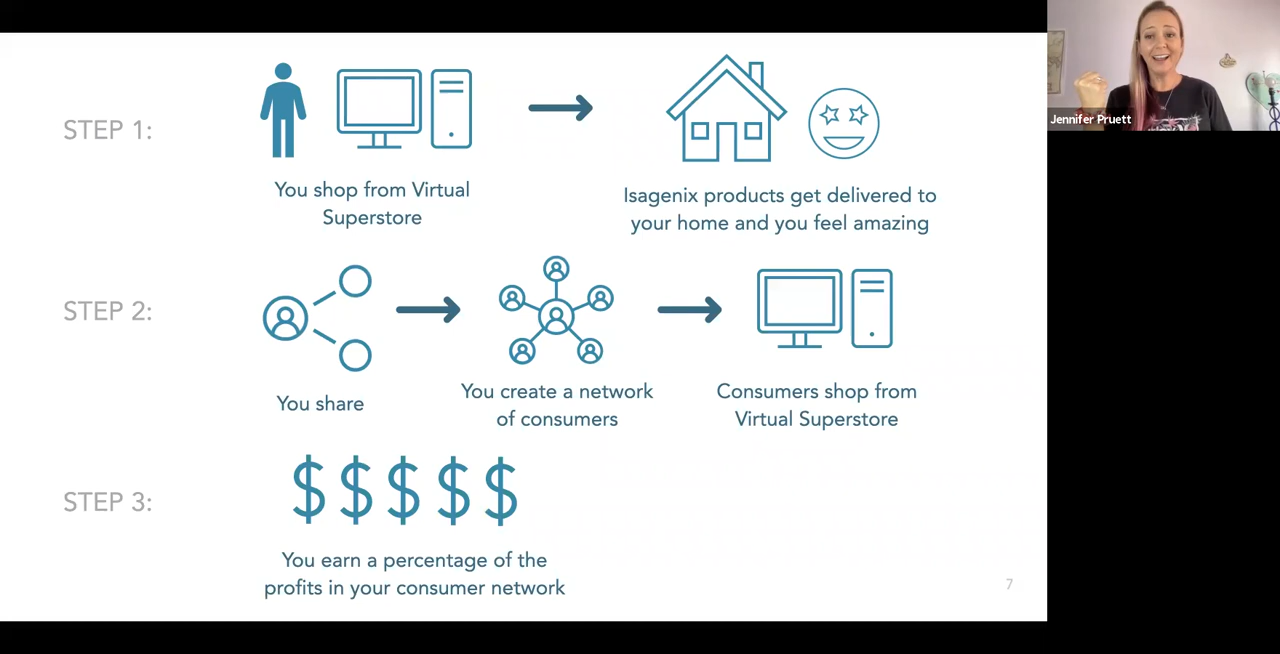 STEP 1:
You shop from Virtual
Superstore
Isagenix products get delivered to
your home and you feel amazing
STEP 2:
You share
You create a network
of consumers
Consumers shop from
Virtual Superstore
STEP 3:
$ $ $ $ $
You earn a percentage of the
profits in your consumer network
7
Jennifer Pruett